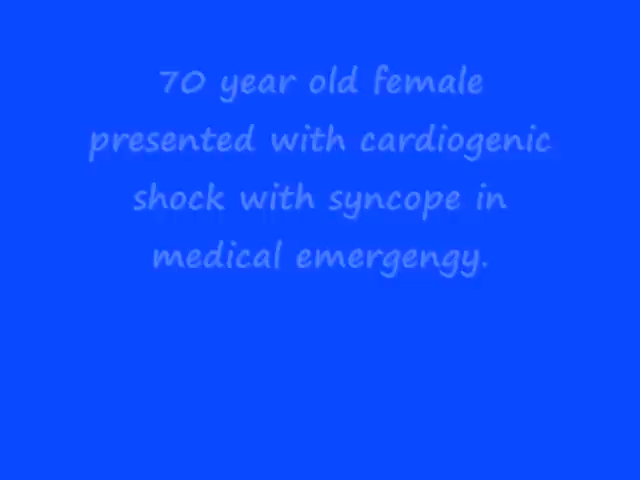 70 year old female
presented with cardiogenic
shock with syncope in
medical emergengy.